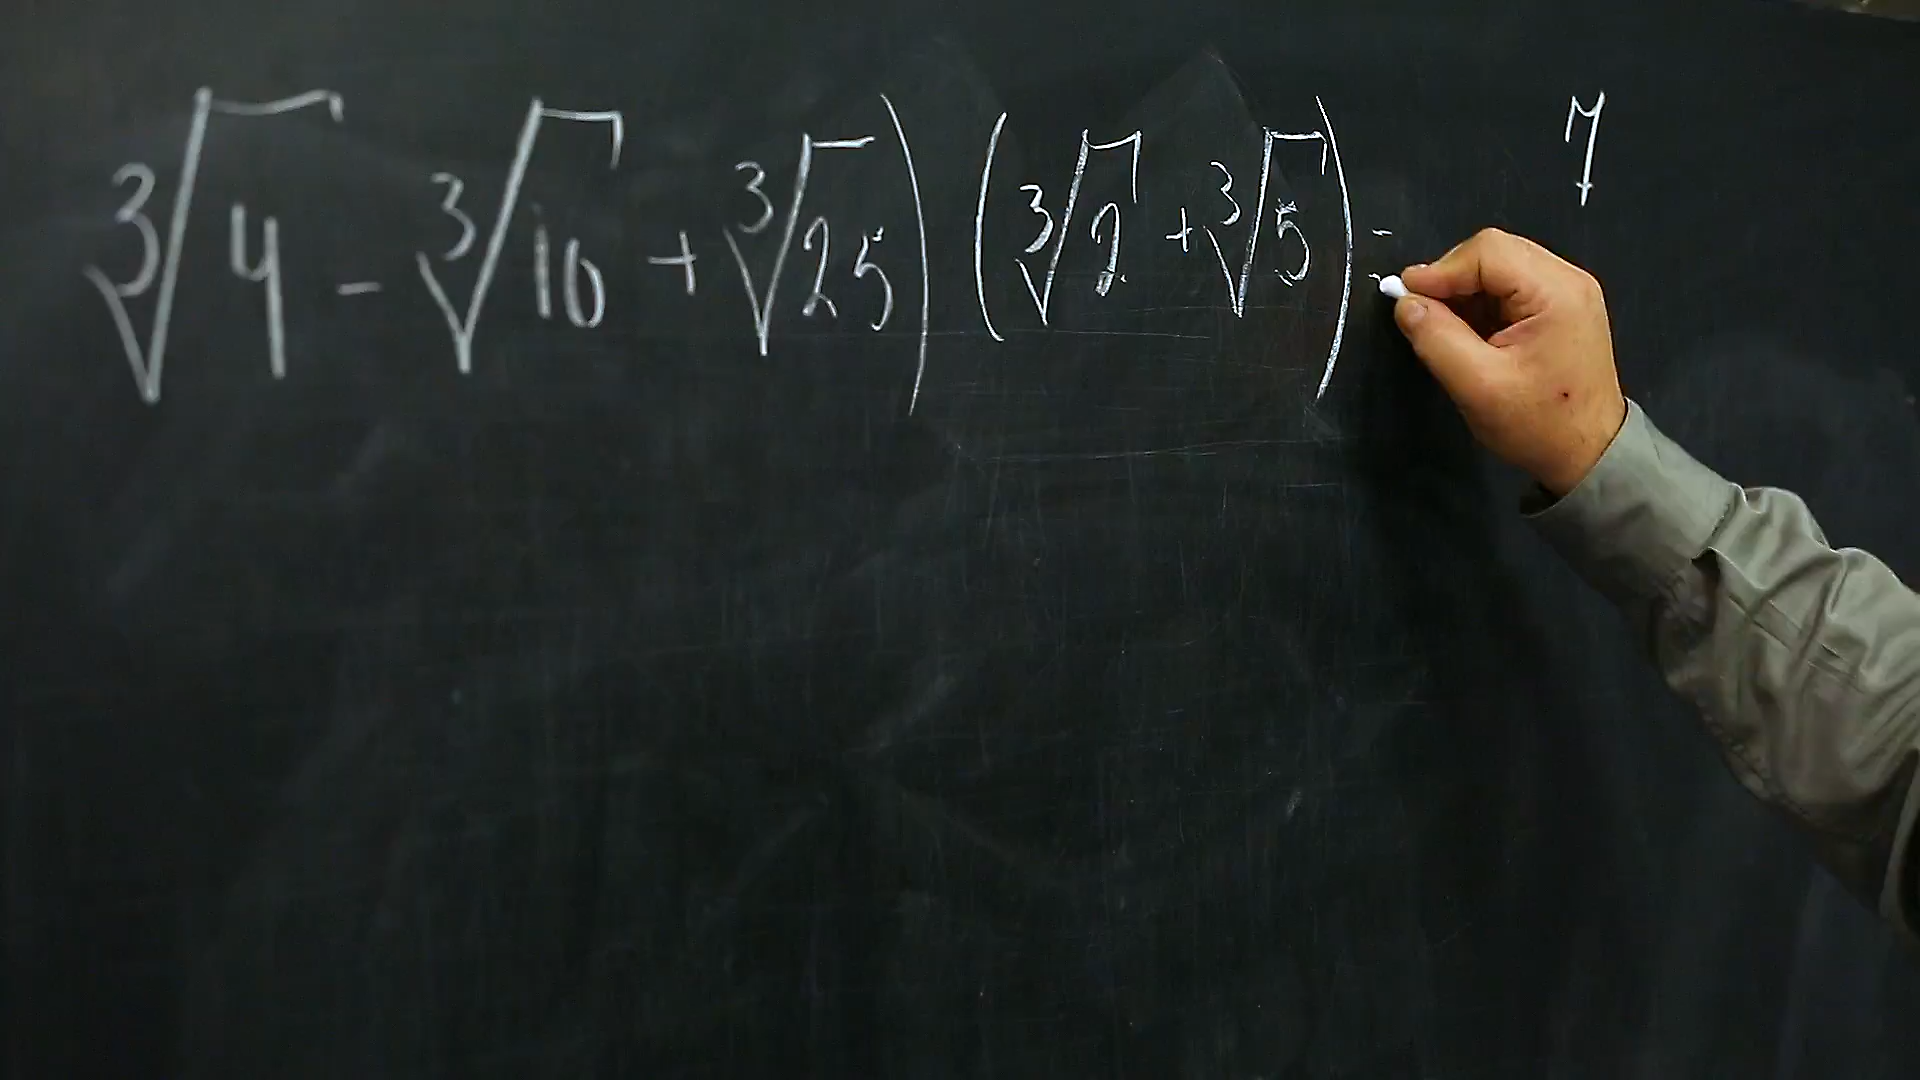 ∛4 - ∛10 + ∛25) (∛2 + ∛5) = 7